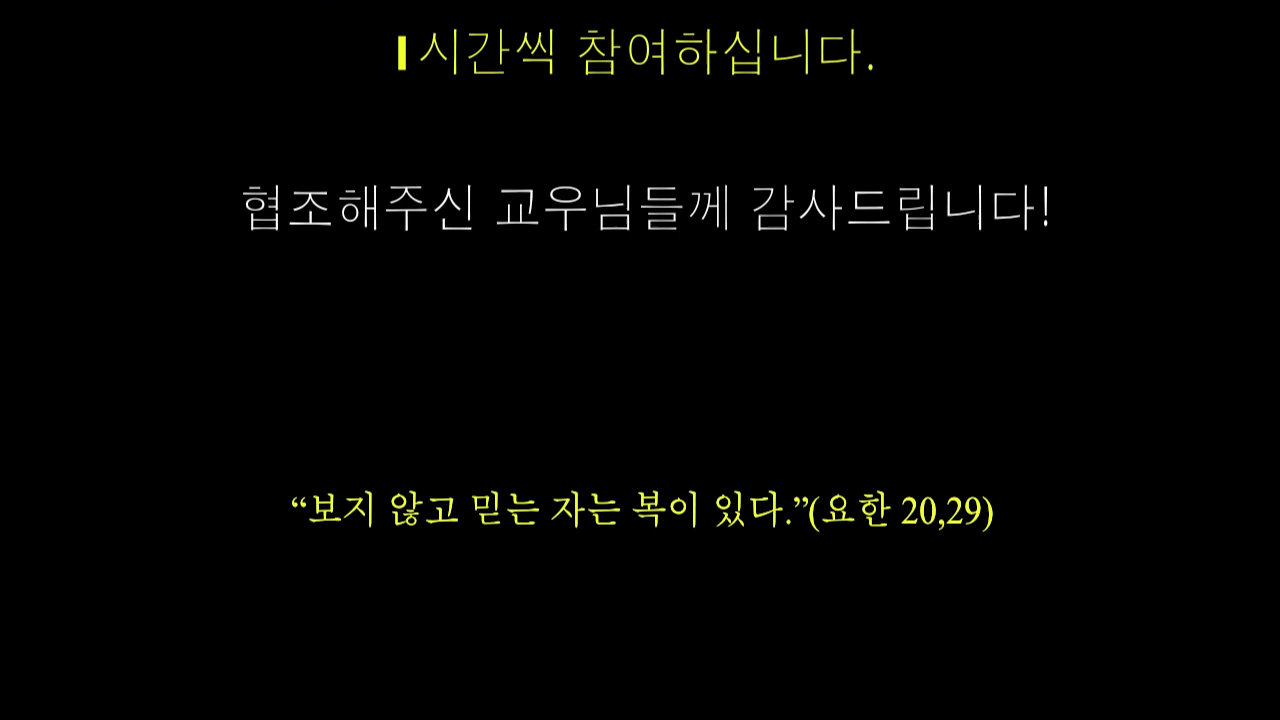 1시간씩 참여하십니다.
협조해주신 교우님들께 감사드립니다!
“보지 않고 믿는 자는 복이 있다.”(요한 20,29)